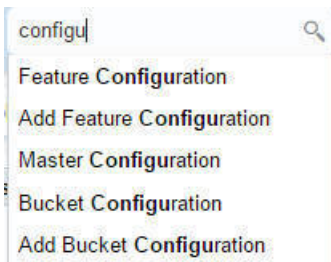 configu
Feature Configuration
Add Feature Configuration
Master Configuration
Bucket Configuration
Add Bucket Configuration